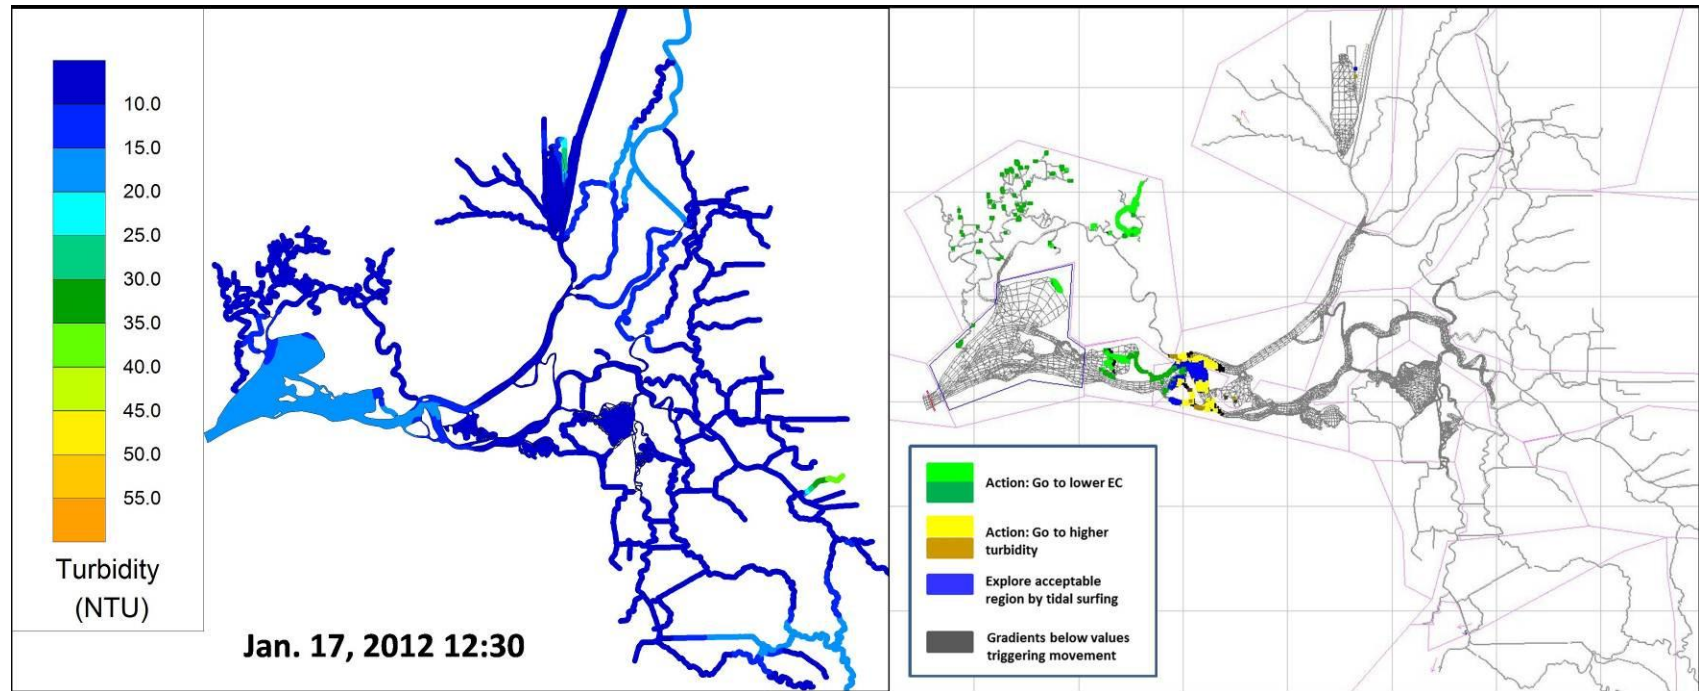 10.0
15.0
20.0
25.0
30.0
35.0
40.0
45.0
50.0
55.0
Turbidity
(NTU)
Jan. 17, 2012 12:30
Action: Go to lower EC
Action: Go to higher
turbidity
Explore acceptable
region by tidal surfing
Gradients below values
triggering movement